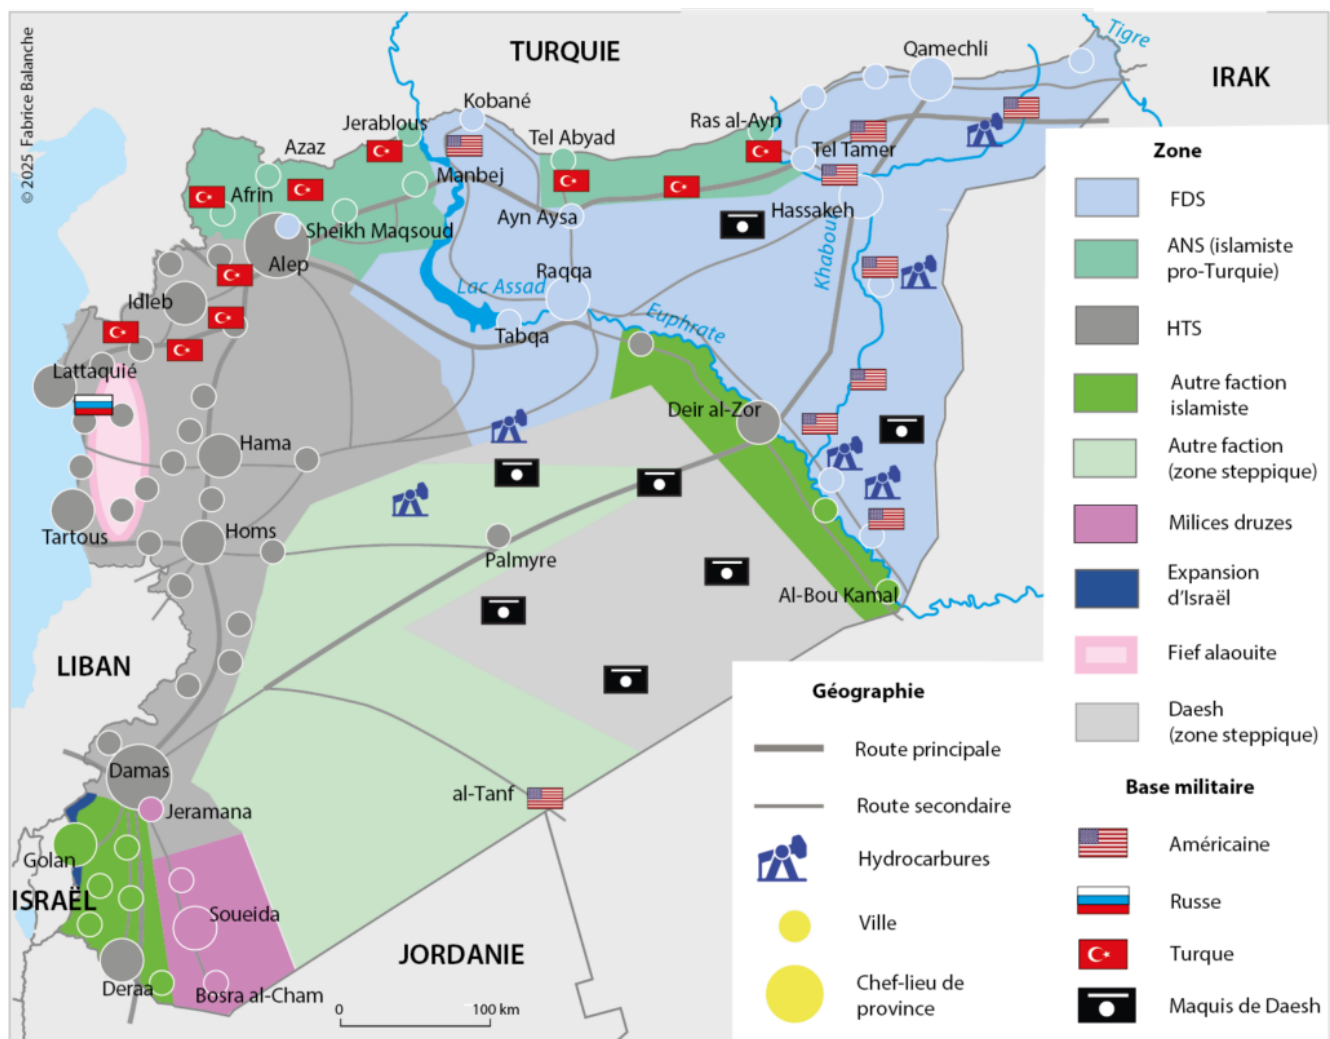 © 2025 Fabrice Balanche
TURQUIE
Qamechli
Tigre
IRAK
Kobané
Jerablous
Tel Abyad
Ras al-Ayn
Azaz
Tel Tamer
Manbej
Afrin
Ayn Aysa
Hassakeh
Sheikh Maqsoud
Khabour
Alep
Raqqa
Lac Assad
Idleb
Euphrate
Tabqa
Lattaquié
Deir al-Zor
Hama
Tartous
Homs
Palmyre
Al-Bou Kamal
LIBAN
Damas
al-Tanf
Jeramana
Golan
ISRAËL
Soueida
JORDANIE
Deraa
Bosra al-Cham
0
100 km
Zone
FDS
ANS (islamiste
pro-Turquie)
HTS
Autre faction
islamiste
Autre faction
(zone steppique)
Milices druzes
Expansion
d’Israël
Fief alaouite
Daesh
(zone steppique)
Géographie
Route principale
Route secondaire
Hydrocarbures
Ville
Chef-lieu de
province
Base militaire
Américaine
Russe
Turque
Maquis de Daesh